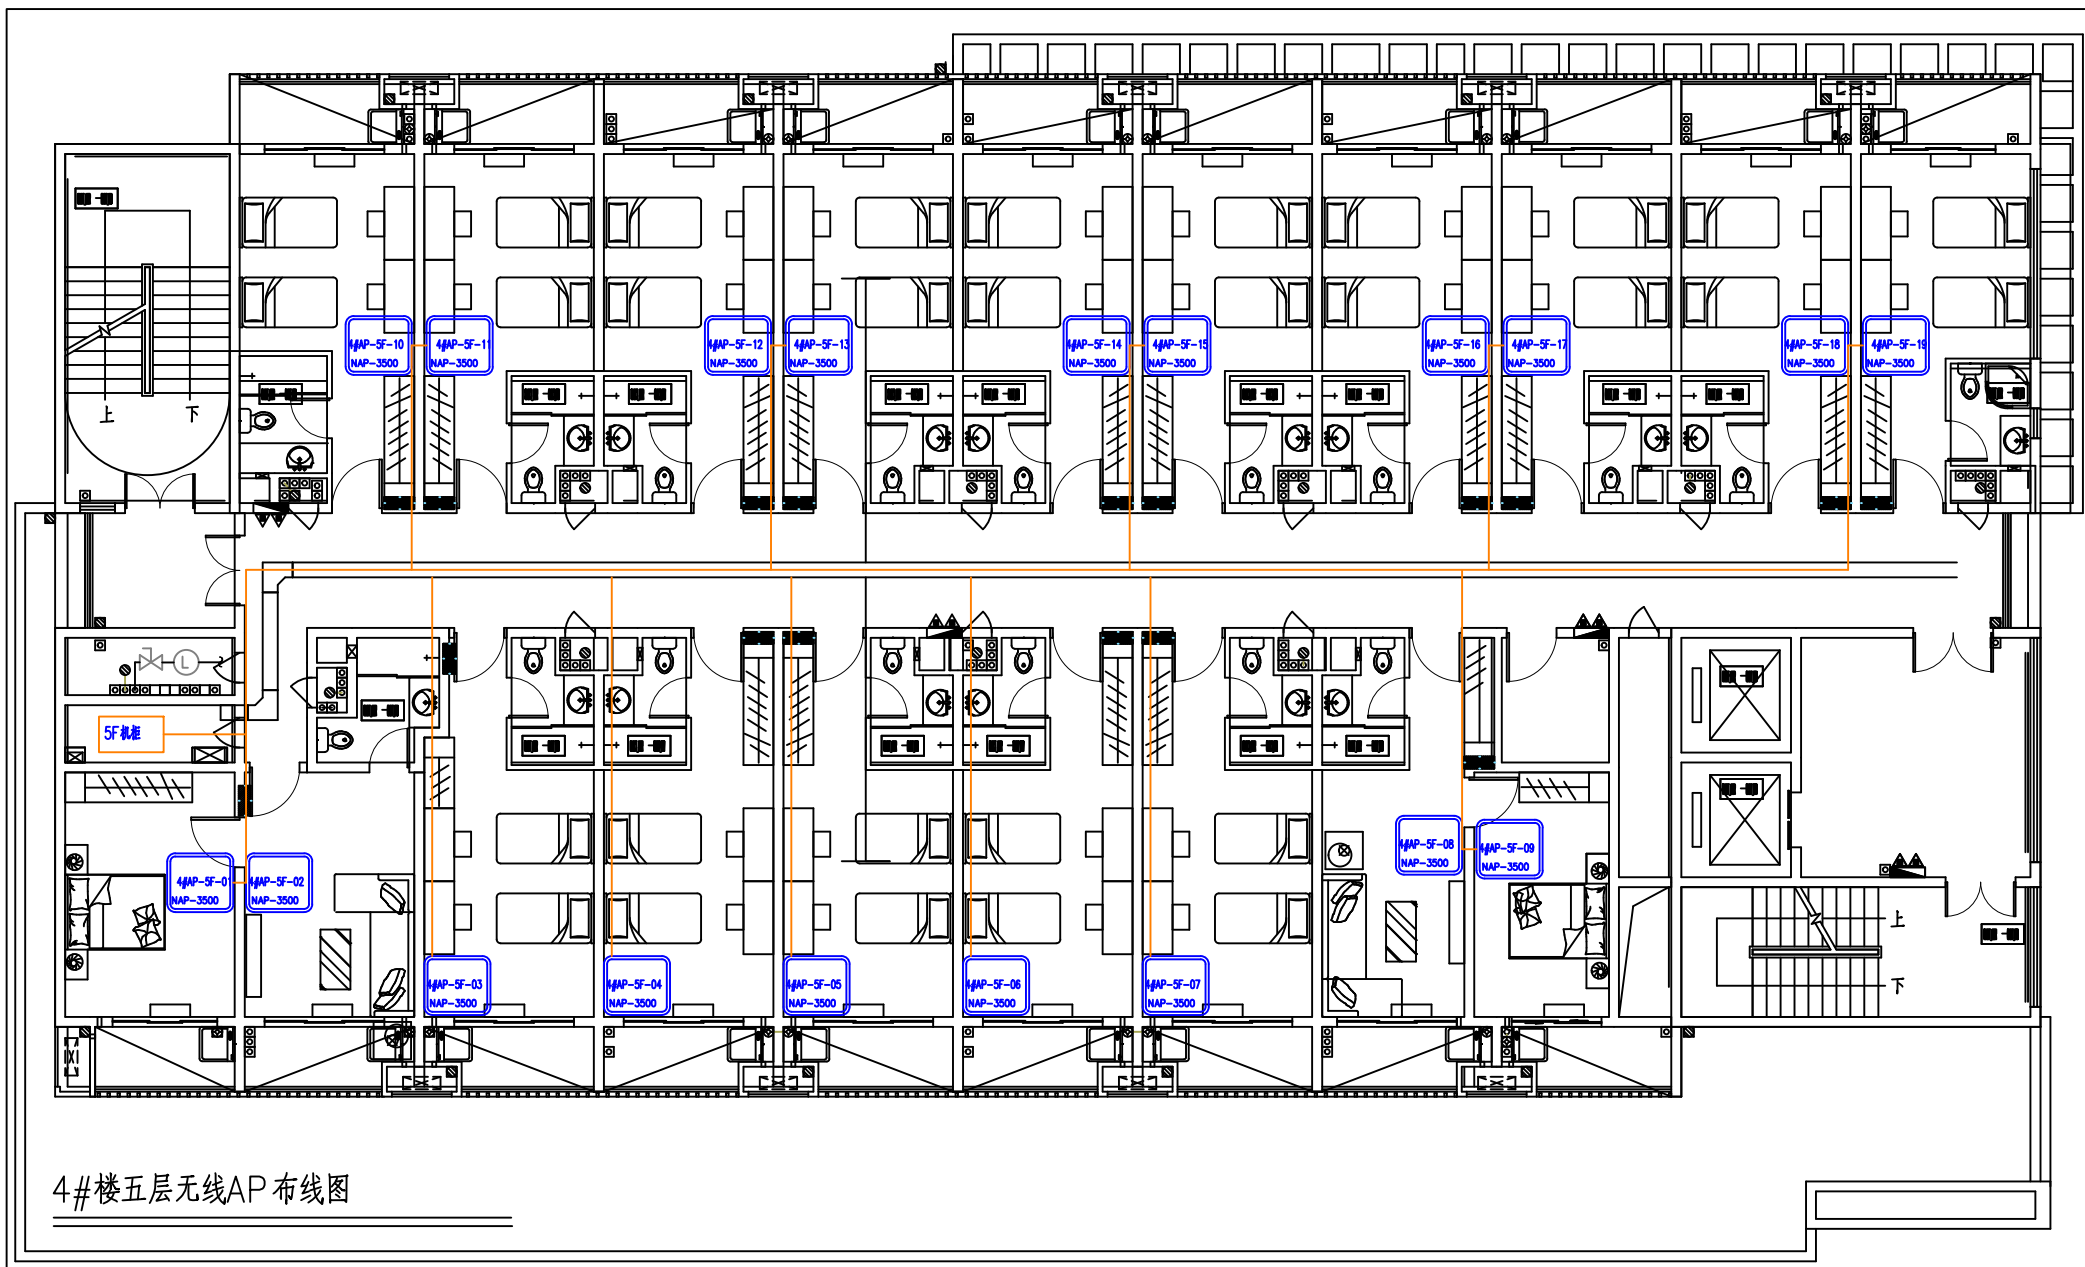 4#AP-5F-10
NAP-3500
4#AP-5F-11
NAP-3500
4#AP-5F-12
NAP-3500
4#AP-5F-13
NAP-3500
4#AP-5F-14
NAP-3500
4#AP-5F-15
NAP-3500
4#AP-5F-16
NAP-3500
4#AP-5F-17
NAP-3500
4#AP-5F-18
NAP-3500
4#AP-5F-19
NAP-3500
上
下
L
5F机柜
4#AP-5F-01
NAP-3500
4#AP-5F-02
NAP-3500
4#AP-5F-08
NAP-3500
4#AP-5F-09
NAP-3500
4#AP-5F-03
NAP-3500
4#AP-5F-04
NAP-3500
4#AP-5F-05
NAP-3500
4#AP-5F-06
NAP-3500
4#AP-5F-07
NAP-3500
上
下
4#楼五层无线AP布线图